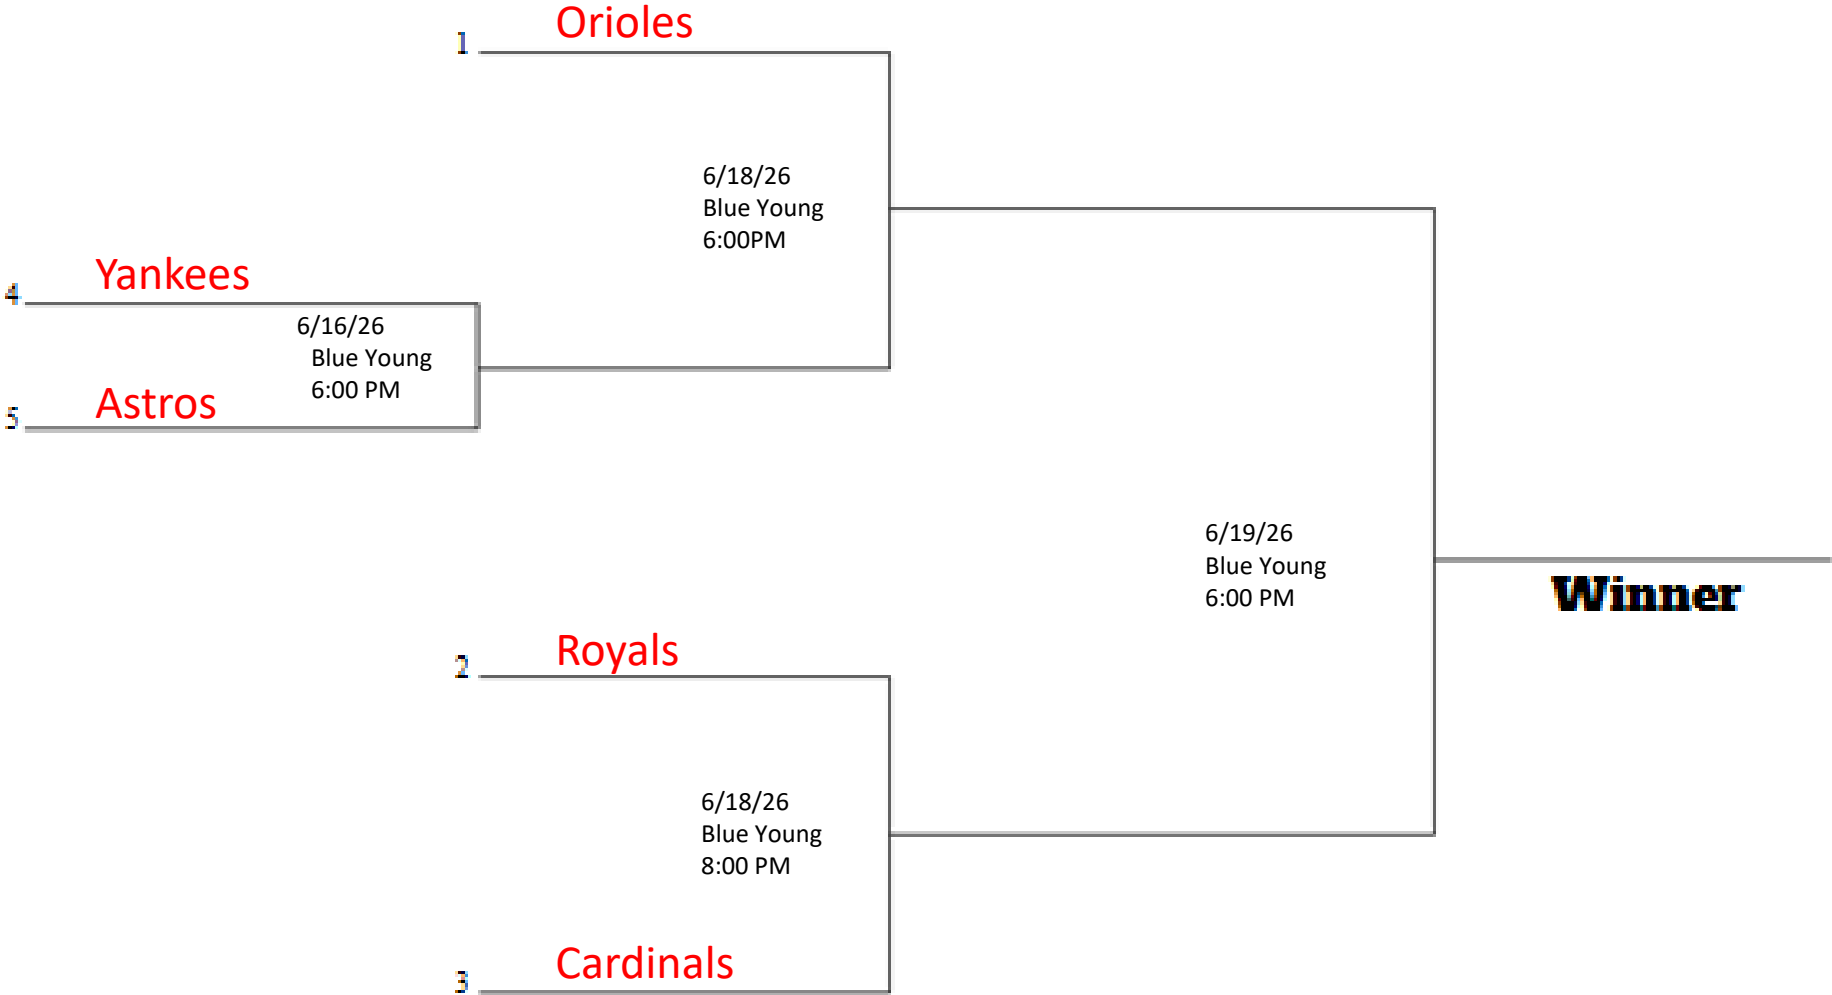 Orioles
1
6/18/26
Blue Young
6:00PM
Yankees
4
6/16/26
Blue Young
6:00 PM
Astros
5
6/19/26
Blue Young
6:00 PM
Winner
Royals
2
6/18/26
Blue Young
8:00 PM
Cardinals
3